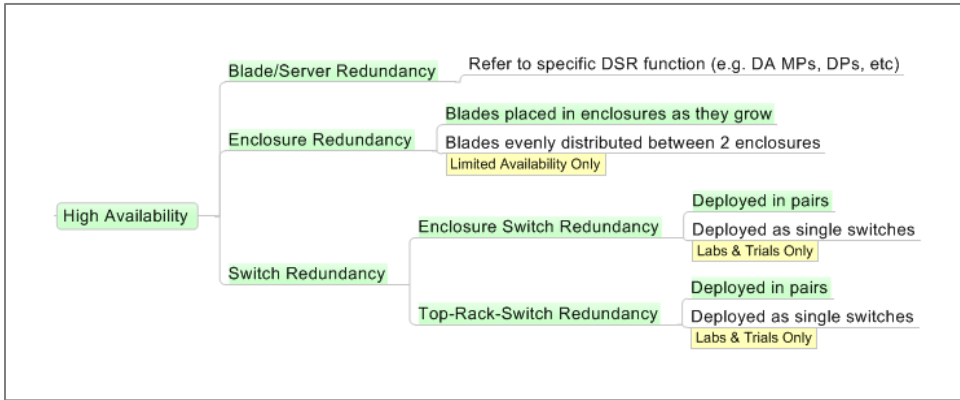 High Availability
Blade/Server Redundancy
Refer to specific DSR function (e.g. DA MPs, DPs, etc)
Enclosure Redundancy
Blades placed in enclosures as they grow
Blades evenly distributed between 2 enclosures
Limited Availability Only
Switch Redundancy
Enclosure Switch Redundancy
Deployed in pairs
Deployed as single switches
Labs & Trials Only
Top-Rack-Switch Redundancy
Deployed in pairs
Deployed as single switches
Labs & Trials Only